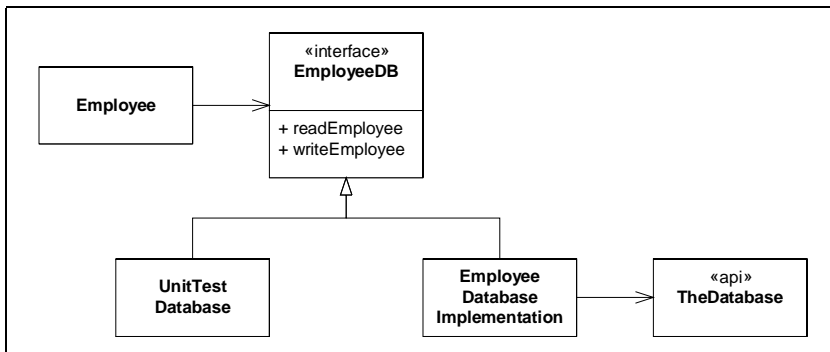 «interface»
EmployeeDB
Employee
+ readEmployee
+ writeEmployee
UnitTest
Database
Employee
Database
Implementation
«api»
TheDatabase